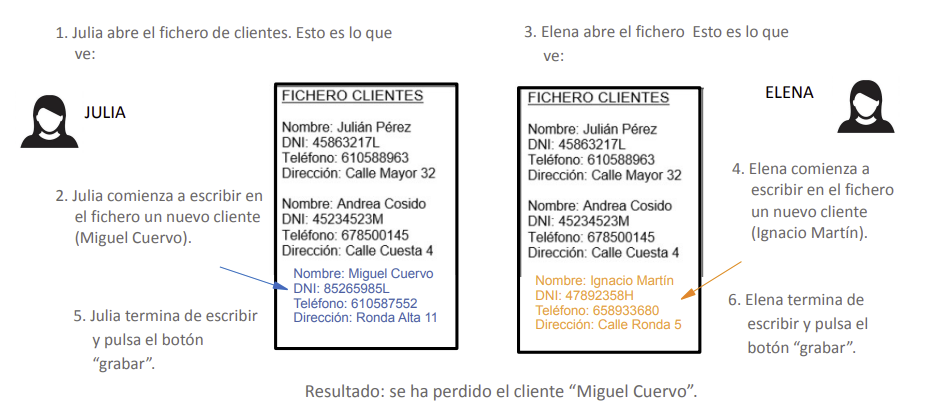 1. Julia abre el fichero de clientes. Esto es lo que
ve:
JULIA
FICHERO CLIENTES
Nombre: Julián Pérez
DNI: 45863217L
Teléfono: 610588963
Dirección: Calle Mayor 32
Nombre: Andrea Cosido
DNI: 45234523M
Teléfono: 678500145
Dirección: Calle Cuesta 4
Nombre: Miguel Cuervo
DNI: 85265985L
Teléfono: 610587552
Dirección: Ronda Alta 11
2. Julia comienza a escribir en
el fichero un nuevo cliente
(Miguel Cuervo).
5. Julia termina de escribir
y pulsa el botón
“grabar”.
3. Elena abre el fichero Esto es lo que
ve:
ELENA
FICHERO CLIENTES
Nombre: Julián Pérez
DNI: 45863217L
Teléfono: 610588963
Dirección: Calle Mayor 32
Nombre: Andrea Cosido
DNI: 45234523M
Teléfono: 678500145
Dirección: Calle Cuesta 4
Nombre: Ignacio Martín
DNI: 47892358H
Teléfono: 658933680
Dirección: Calle Ronda 5
4. Elena comienza a
escribir en el fichero
un nuevo cliente
(Ignacio Martín).
6. Elena termina de
escribir y pulsa el
botón “grabar”.
Resultado: se ha perdido el cliente “Miguel Cuervo”.